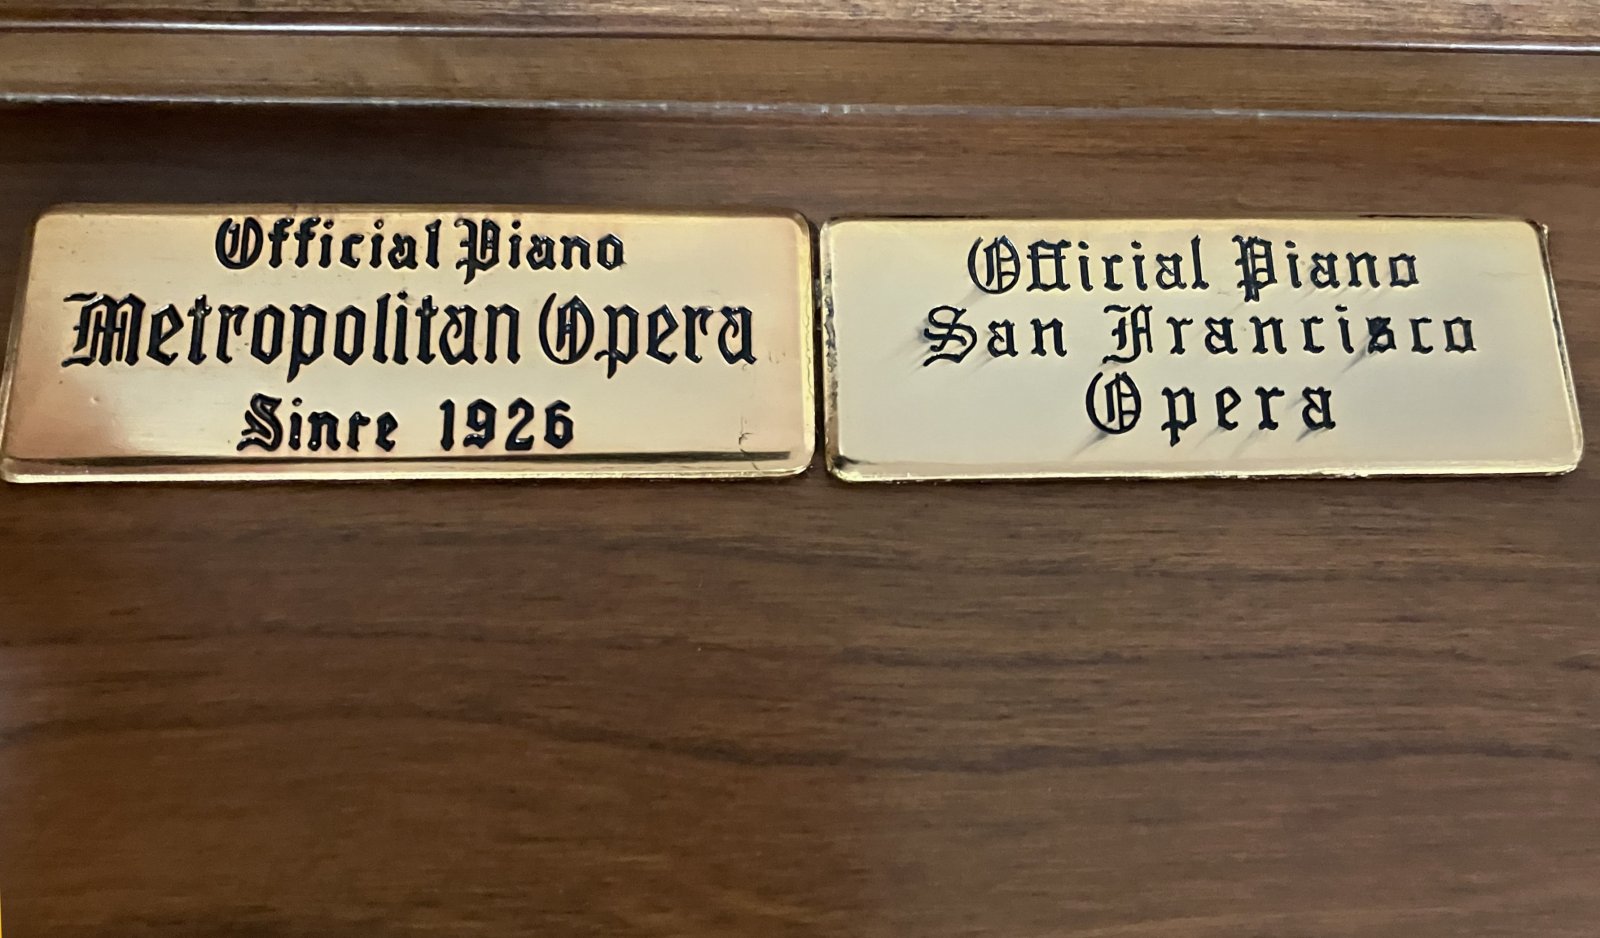 Official Piano
Metropolitan Opera
Since 1926
Official Piano
San Francisco
Opera